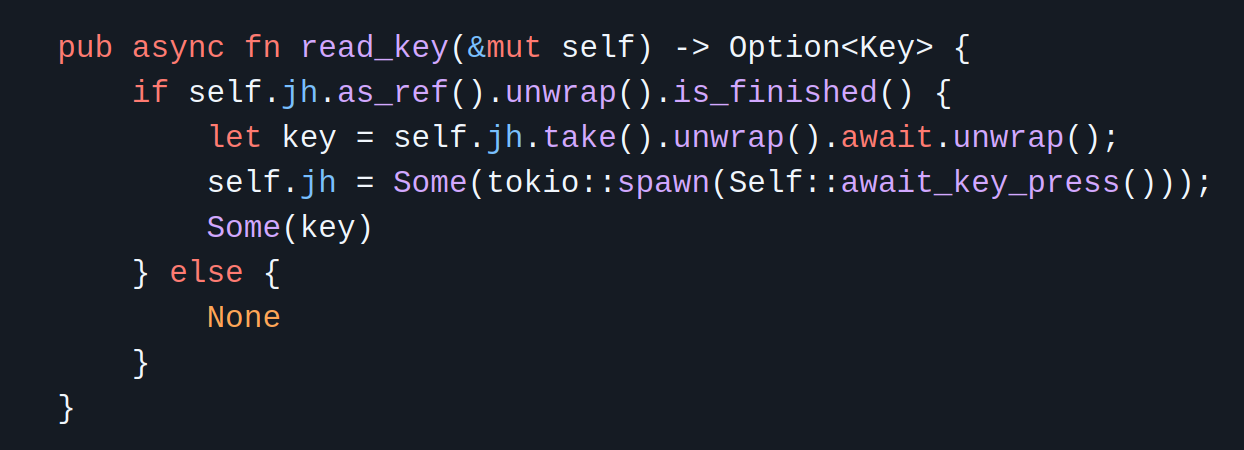 pub async fn read_key(&mut self) -> Option<Key> {
    if self.jh.as_ref().unwrap().is_finished() {
        let key = self.jh.take().unwrap().await.unwrap();
        self.jh = Some(tokio::spawn(Self::await_key_press()));
        Some(key)
    } else {
        None
    }
}